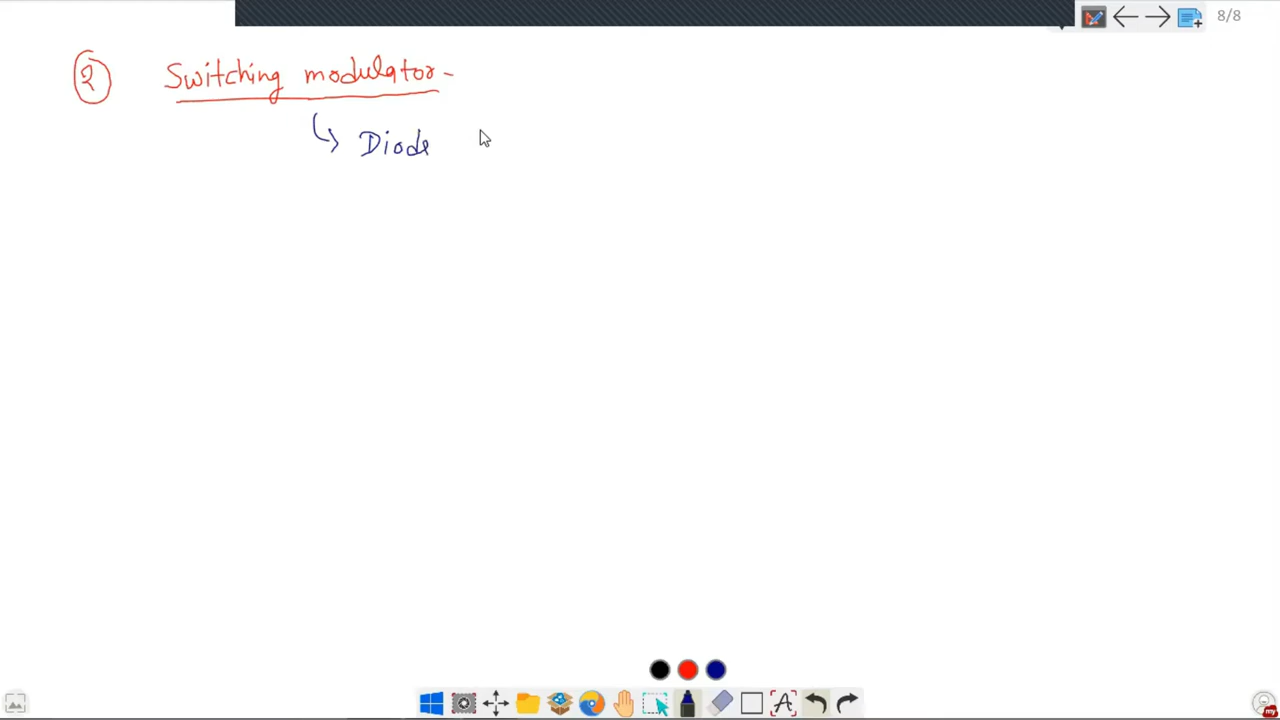 8/8
② Switching modulator-
↳ Diode